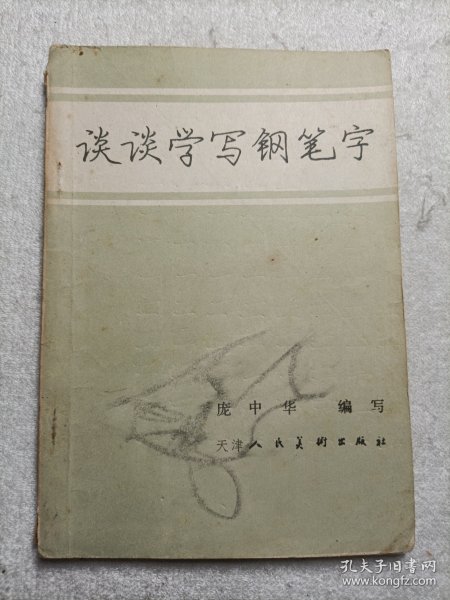 谈谈学写钢笔字
庞中华 编写
天津人民美術出版社
孔夫子旧书网
www.kongfz.com